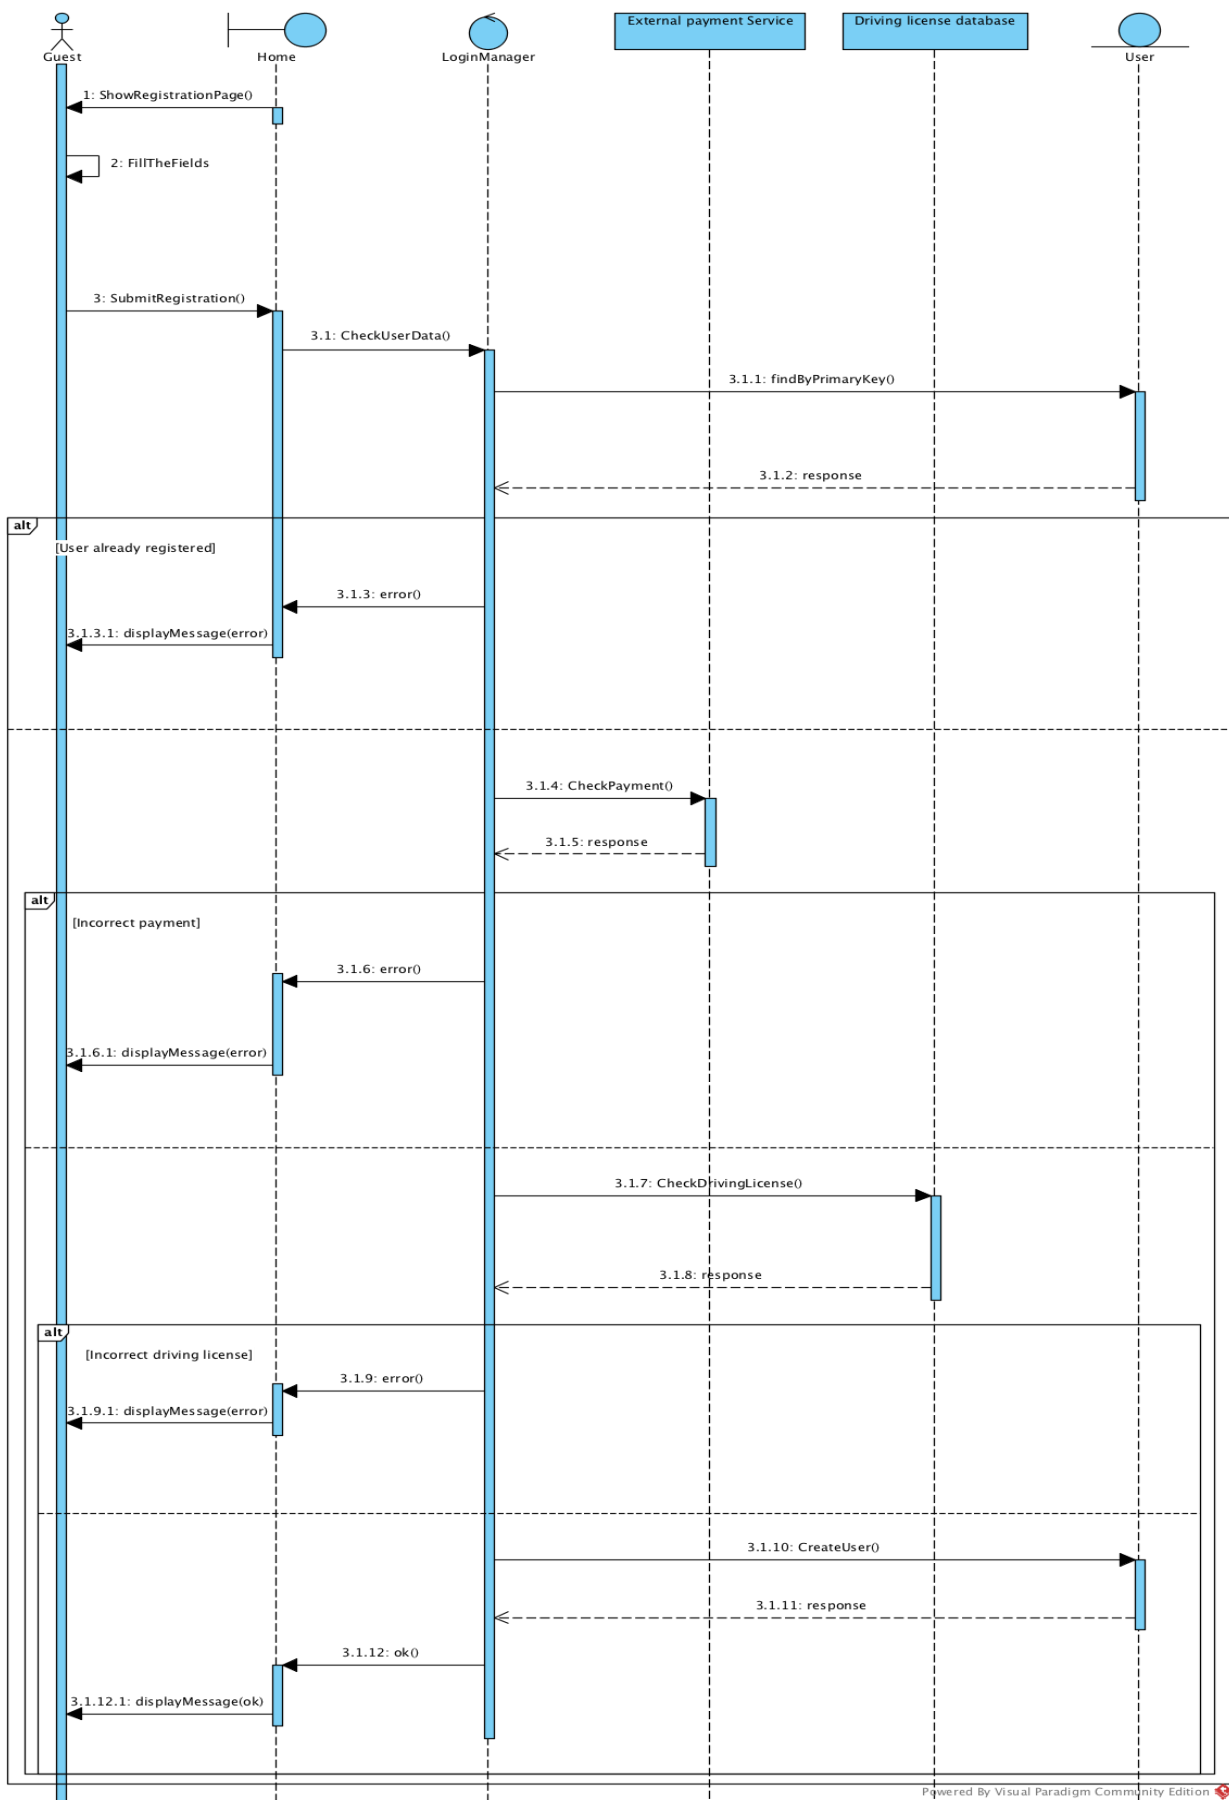 External payment Service
Driving license database
Guest
Home
LoginManager
User
1: ShowRegistrationPage()
2: FillTheFields
3: SubmitRegistration()
3.1: CheckUserData()
3.1.1: findByPrimaryKey()
3.1.2: response
alt
[User already registered]
3.1.3: error()
3.1.3.1: displayMessage(error)
3.1.4: CheckPayment()
3.1.5: response
alt
[Incorrect payment]
3.1.6: error()
3.1.6.1: displayMessage(error)
3.1.7: CheckDrivingLicense()
3.1.8: response
alt
[Incorrect driving license]
3.1.9: error()
3.1.9.1: displayMessage(error)
3.1.10: CreateUser()
3.1.11: response
3.1.12: ok()
3.1.12.1: displayMessage(ok)
Powered By Visual Paradigm Community Edition